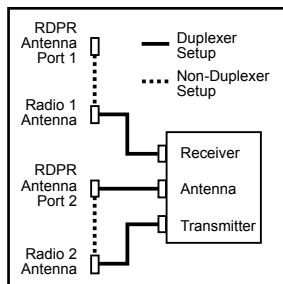 RDPR
Antenna
Port 1
Duplexer
Setup
Non-Duplexer
Setup
Radio 1
Antenna
Receiver
RDPR
Antenna
Port 2
Antenna
Transmitter
Radio 2
Antenna